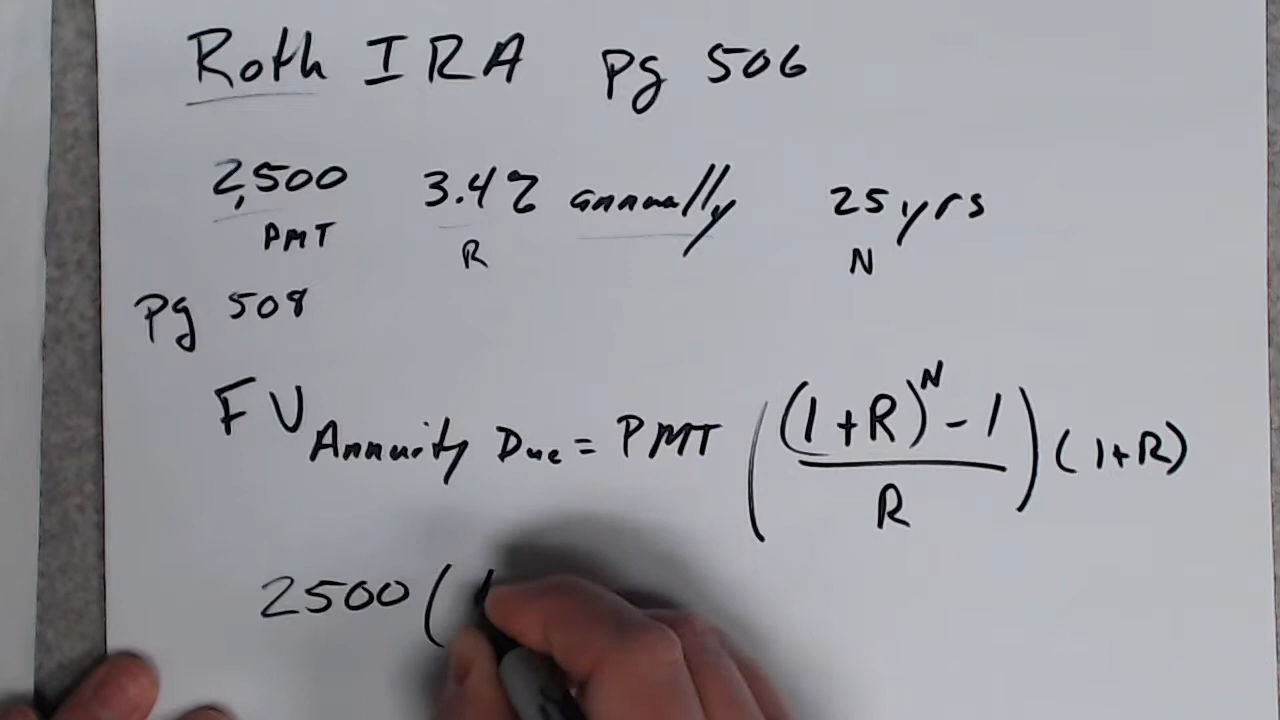 Roth IRA pg 506
2,500 3.4% annually 25 yrs
PMT R N
pg 508
FV Annuity Due = PMT (((1+R)^N - 1) / R) (1+R)
2500 (1